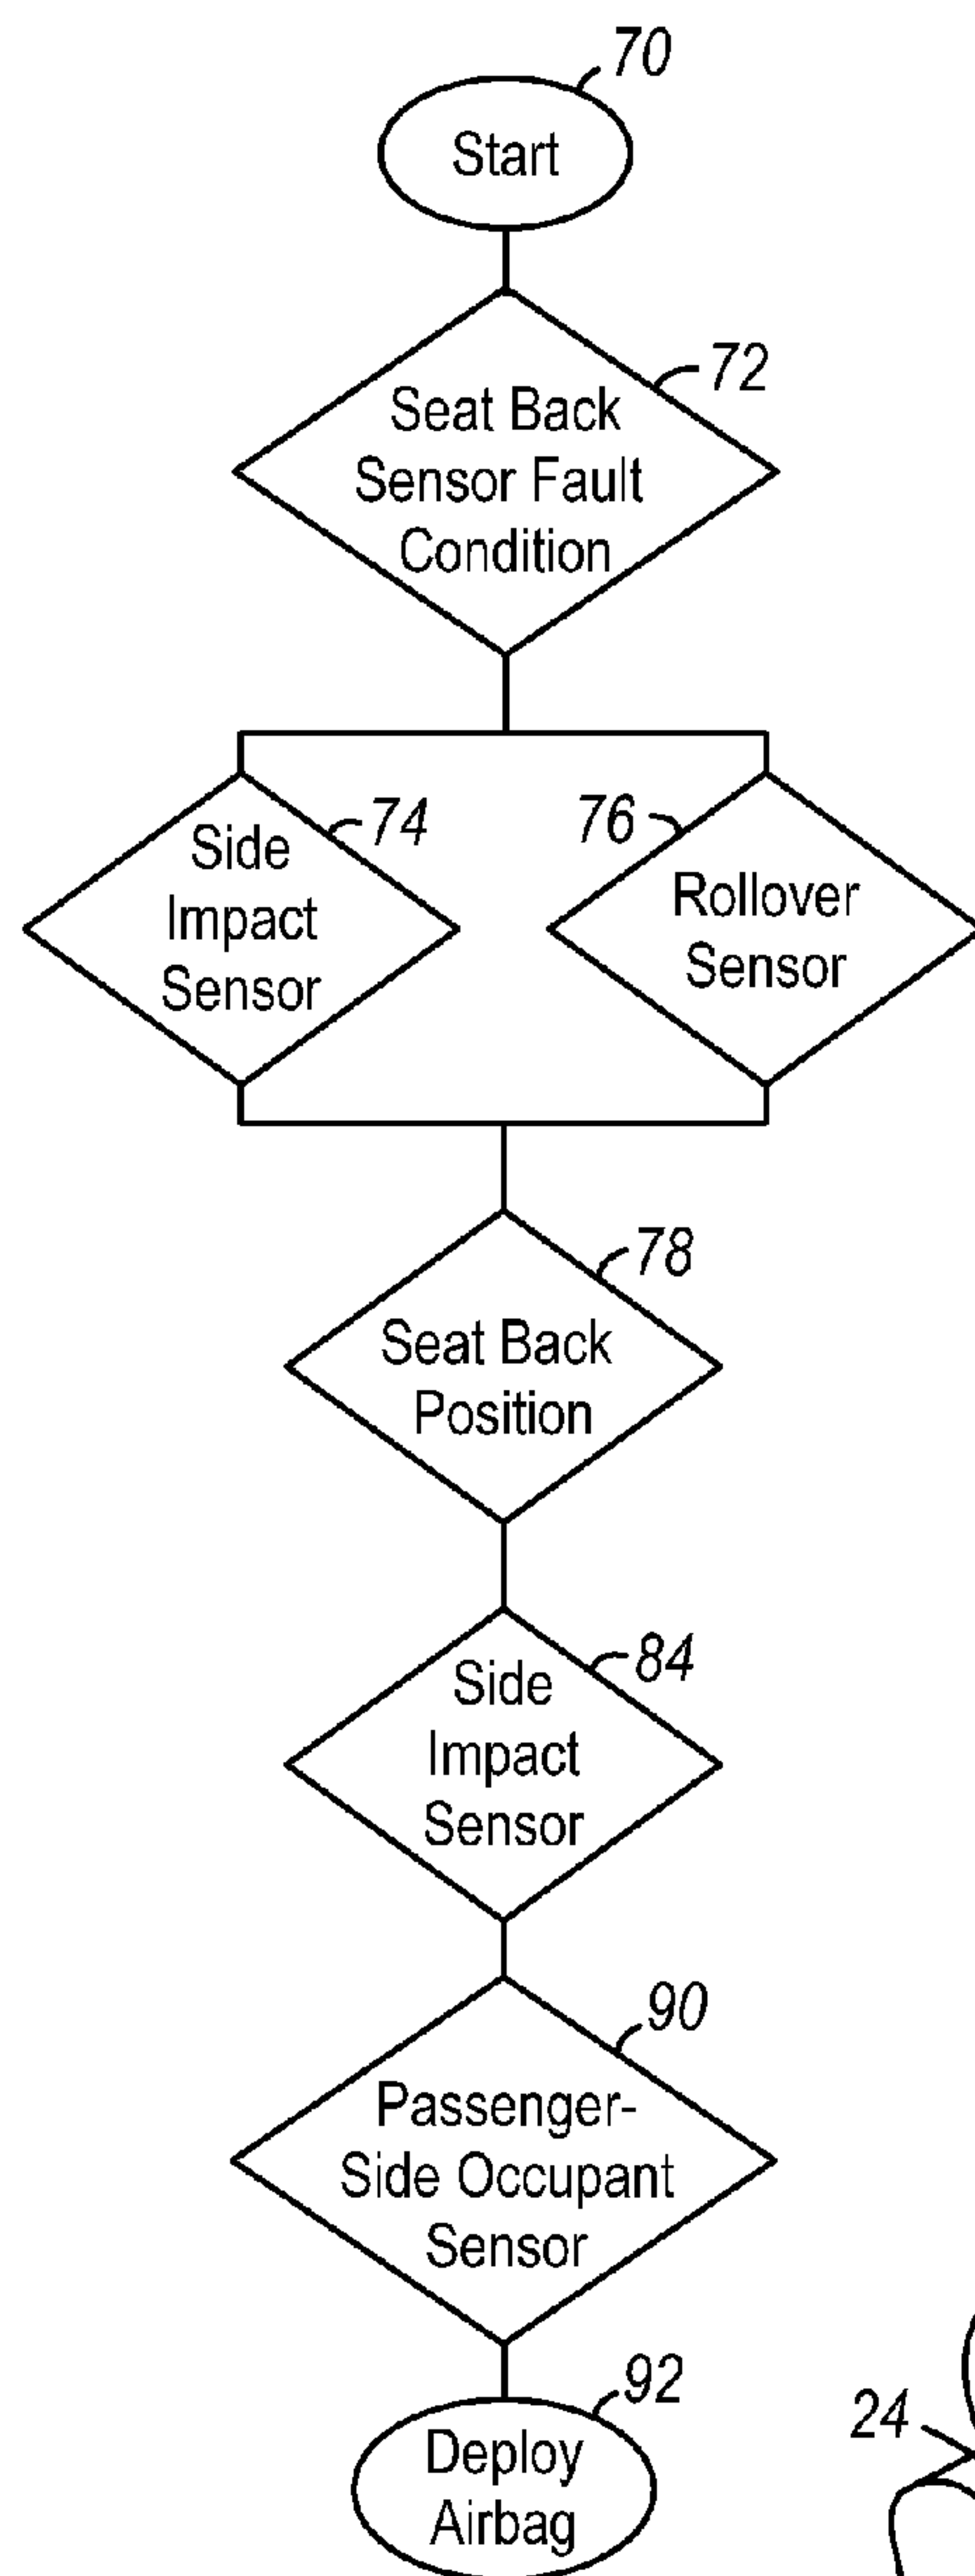 70
Start
72
Seat Back
Sensor Fault
Condition
74
Side
Impact
Sensor
76
Rollover
Sensor
78
Seat Back
Position
84
Side
Impact
Sensor
90
Passenger-
Side Occupant
Sensor
92
Deploy
Airbag
24